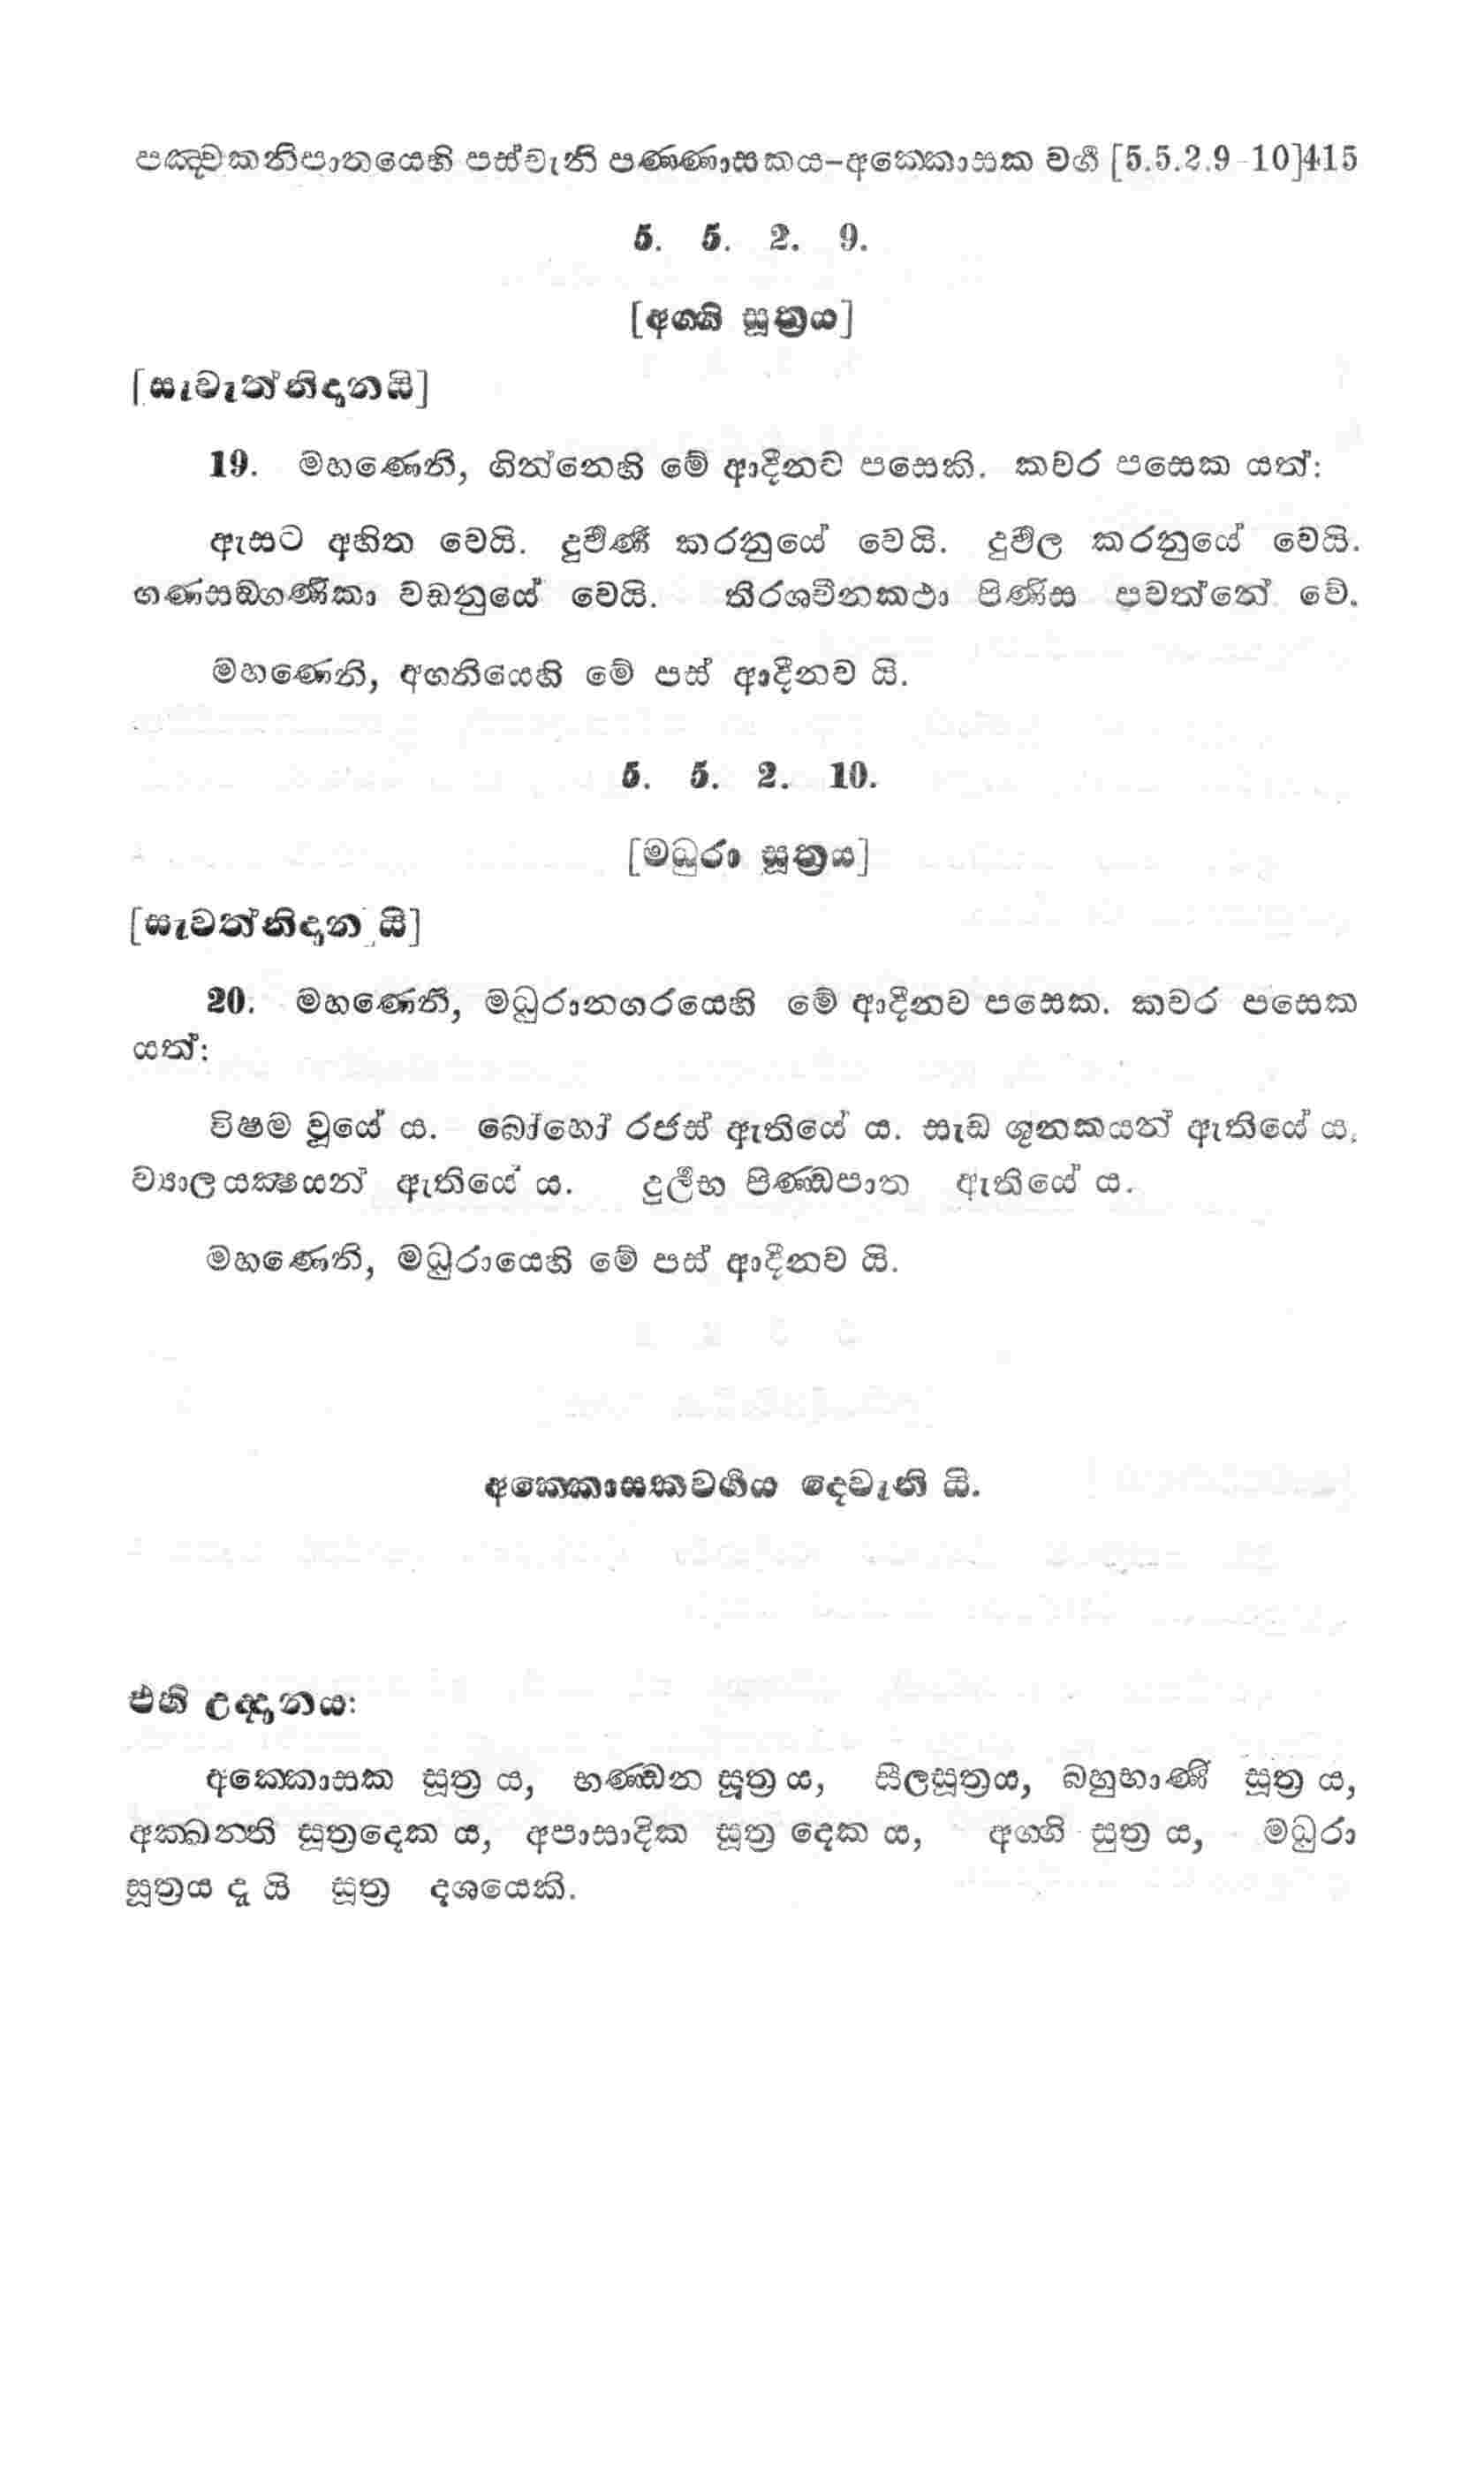 පඤ්චකනිපාතයෙහි පස්වැනි පණ්ණාසකය-අක්කොසක වර්ග [5.5.2.9-10]415
5. 5. 2. 9.
[අග්ගි සූත්‍රය]
[සැවැත්නිදානයි]
19. මහණෙනි, ගින්නෙහි මේ ආදීනව පසෙකි. කවර පසෙක යත්:
ඇසට අහිත වෙයි. දුර්වර්ණ කරනුයේ වෙයි. දුර්වල කරනුයේ වෙයි.
ගණසඞ්ගණිකා වඩනුයේ වෙයි. තිරශ්චීනකථා පිණිස පවත්නේ වේ.
මහණෙනි, අගනියෙහි මේ පස් ආදීනව යි.
5. 5. 2. 10.
[මධුරා සූත්‍රය]
[සැවත්නිදාන යි]
20. මහණෙනි, මධුරානගරයෙහි මේ ආදීනව පසෙක. කවර පසෙක
යත්:
විෂම වූයේ ය. බෝහෝ රජස් ඇතියේ ය. සැඩ ශුනකයන් ඇතියේ ය,
ව්‍යාල යක්‍ෂයන් ඇතියේ ය. දුර්ලභ පිණ්ඩපාත ඇතියේ ය.
මහණෙනි, මධුරායෙහි මේ පස් ආදීනව යි.
අක්කොසකවර්ගය දෙවැනි යි.
එහි උද්දානය:
අක්කොසක සූත්‍ර ය, භණ්ඩන සූත්‍ර ය, සීලසූත්‍රය, බහුභාණී සූත්‍ර ය,
අක්ඛන්ති සූත්‍රදෙක ය, අපාසාදික සූත්‍ර දෙක ය, අග්ගි සුත්‍ර ය, මධුරා
සූත්‍රය දැ යි සූත්‍ර දශයෙකි.